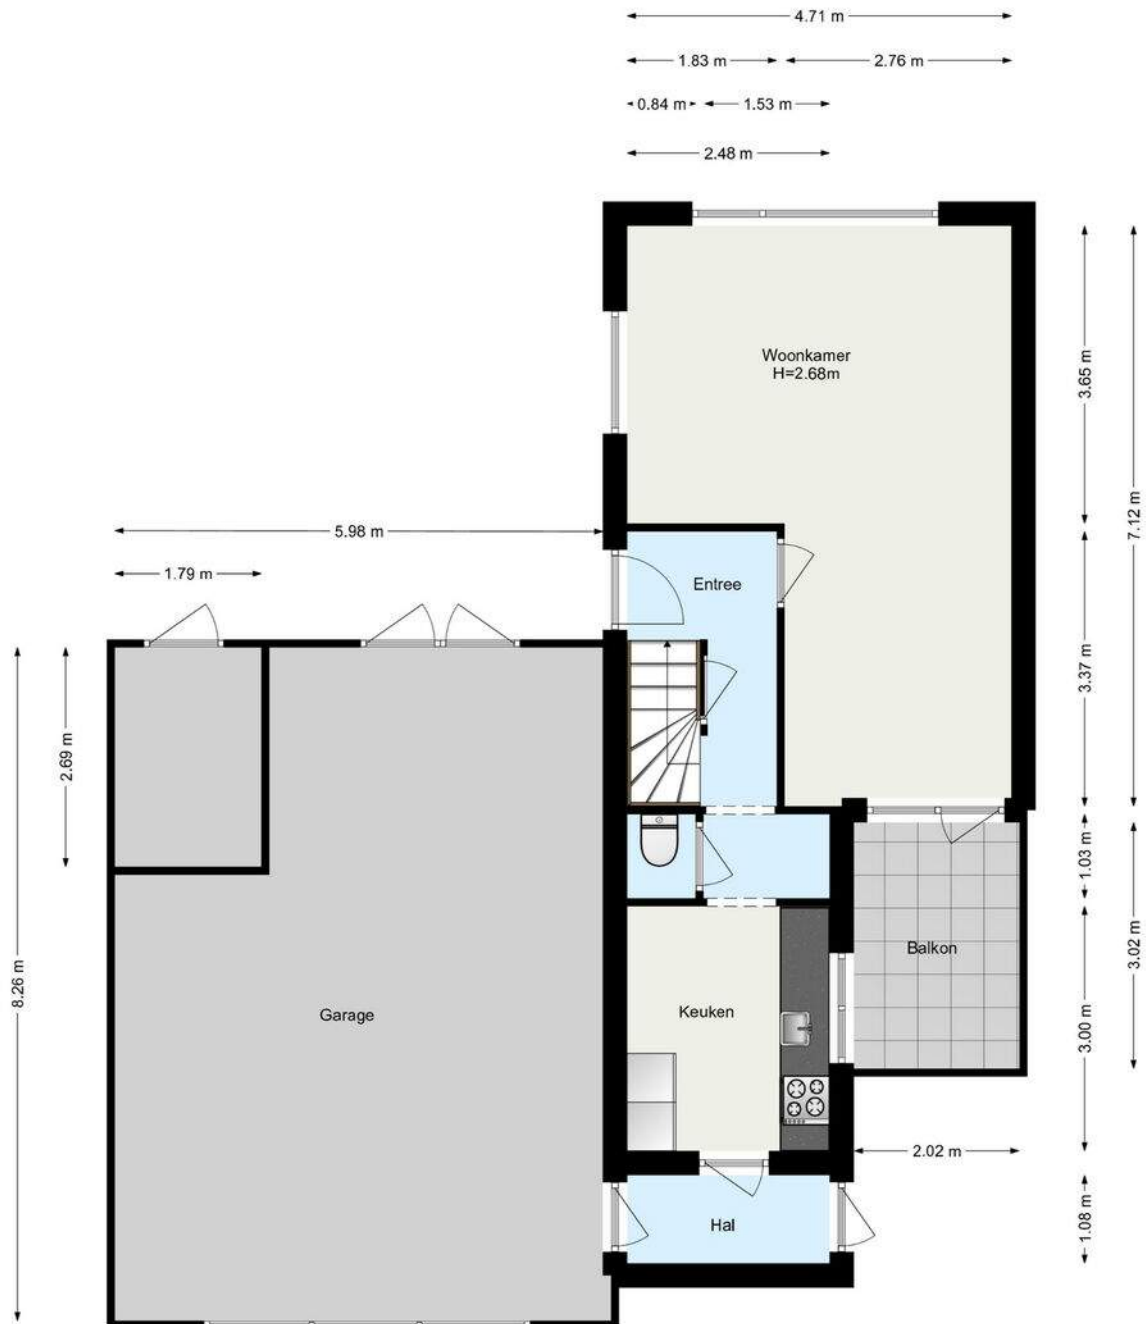 4.71 m
1.83 m
2.76 m
0.84 m
1.53 m
2.48 m
Woonkamer
H=2.68m
3.65 m
7.12 m
5.98 m
1.79 m
Entree
3.37 m
2.69 m
1.03 m
Balkon
3.02 m
8.26 m
Garage
Keuken
3.00 m
2.02 m
Hal
1.08 m